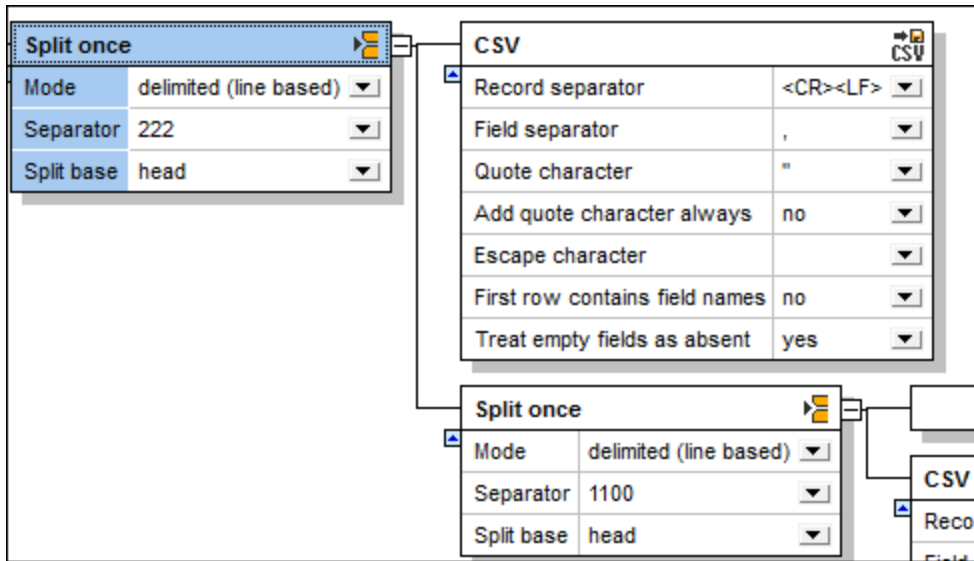 Split once
Mode delimited (line based)
Separator 222
Split base head
CSV CSV
Record separator <CR><LF>
Field separator ,
Quote character "
Add quote character always no
Escape character
First row contains field names no
Treat empty fields as absent yes
Split once
Mode delimited (line based)
Separator 1100
Split base head
CSV
Reco
Field